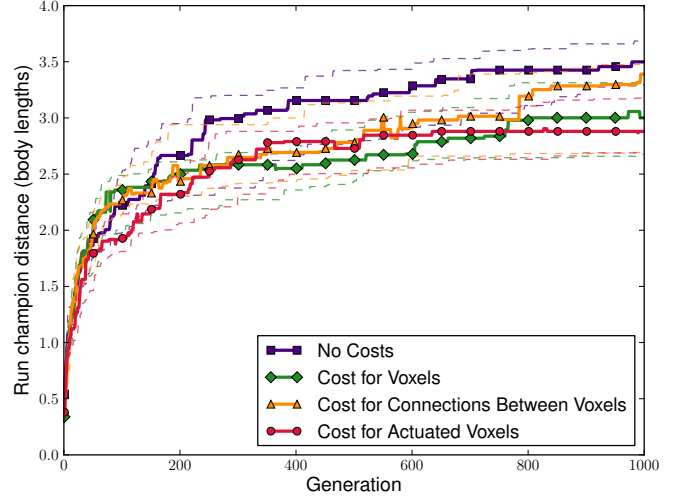 4.0
3.5
3.0
2.5
2.0
1.5
1.0
0.5
0.0
Run champion distance (body lengths)
No Costs
Cost for Voxels
Cost for Connections Between Voxels
Cost for Actuated Voxels
0 200 400 600 800 1000
Generation